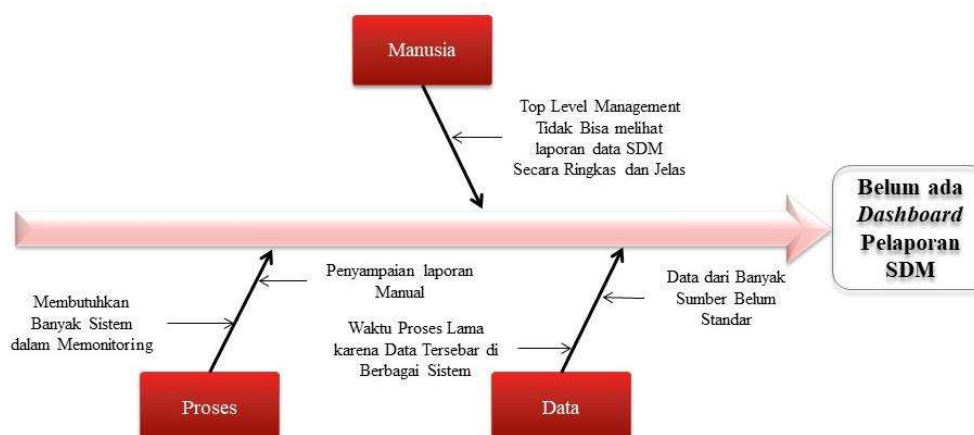 Manusia
Top Level Management
Tidak Bisa melihat
laporan data SDM
Secara Ringkas dan Jelas
Belum ada
Dashboard
Pelaporan
SDM
Penyampaian laporan
Manual
Membutuhkan
Banyak Sistem
dalam Memonitoring
Data dari Banyak
Sumber Belum
Standar
Waktu Proses Lama
karena Data Tersebar di
Berbagai Sistem
Proses
Data